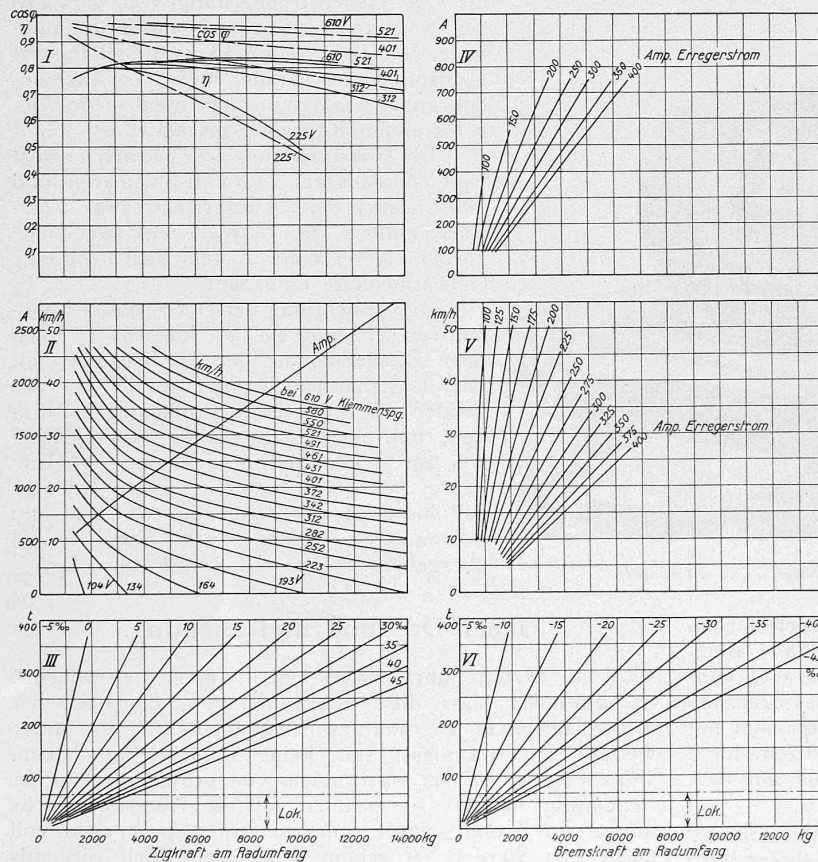 cosφ
η
I
0,9
0,8
0,7
0,6
0,5
0,4
0,3
0,2
0,1
610 V
521
cos φ
401
610
521
401
η
312
312
225 V
225
A
IV
900
800
700
600
500
400
300
200
100
0
Amp. Erregerstrom
100
150
200
250
300
350
400
A km/h
II
2500 50
2000 40
1500 30
1000 20
500 10
0
km/h
Amp.
bei 610 V Klemmenspg.
580
550
521
491
461
431
401
372
342
312
282
252
223
104 V
134
164
193 V
km/h
V
50
40
30
20
10
0
100
125
150
175
200
225
250
275
300
325
350
375
400
Amp. Erregerstrom
t
III
400
300
200
100
-5‰ 0 5 10 15 20 25 30‰
35
40
45
Lok.
0 2000 4000 6000 8000 10000 12000 14000 kg
Zugkraft am Radumfang
t
VI
400
300
200
100
-5‰ -10 -15 -20 -25 -30 -35 -40
‰
Lok.
0 2000 4000 6000 8000 10000 12000 14000 kg
Bremskraft am Radumfang